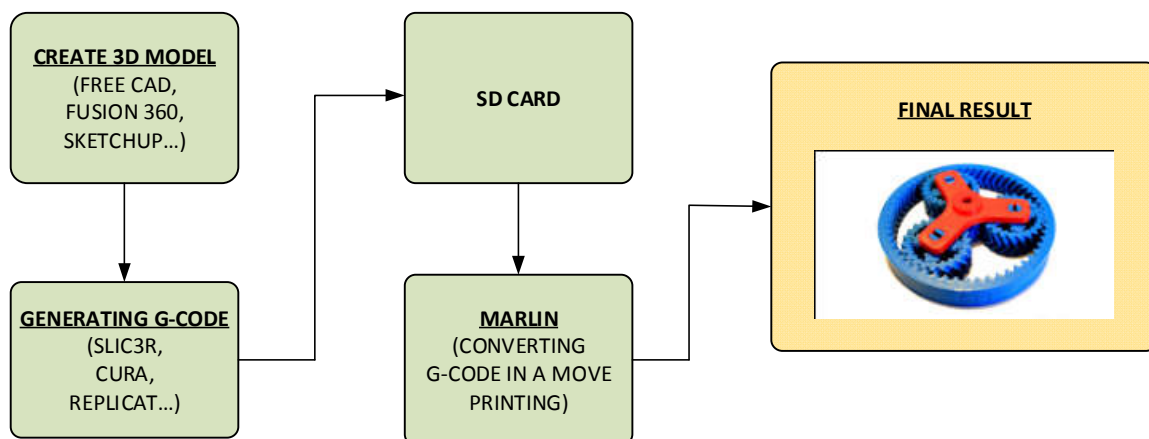 CREATE 3D MODEL
(FREE CAD,
FUSION 360,
SKETCHUP...)
GENERATING G-CODE
(SLIC3R,
CURA,
REPLICAT...)
SD CARD
MARLIN
(CONVERTING
G-CODE IN A MOVE
PRINTING)
FINAL RESULT